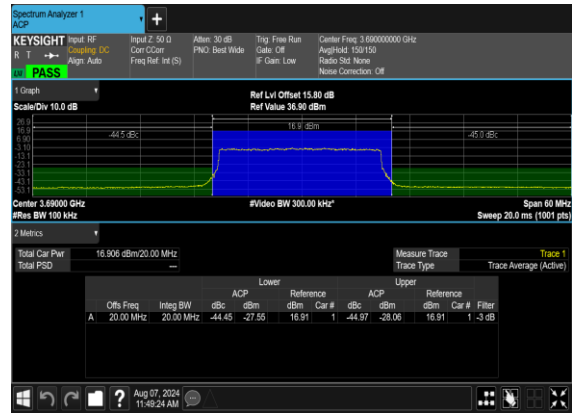 Spectrum Analyzer 1
ACP
KEYSIGHT Input: RF Input Z: 50 Ω Atten: 30 dB Trig: Free Run Center Freq: 3.690000000 GHz
R T Coupling: DC Corr CCorr PNO: Best Wide Gate: Off Avg|Hold: 150/150
Align: Auto Freq Ref: Int (S) IF Gain: Low Radio Std: None
PASS Noise Correction: Off
1 Graph
Ref Lvl Offset 15.80 dB
Scale/Div 10.0 dB Ref Value 36.90 dBm
26.9
16.9 16.9 dBm
6.90 -44.5 dBc -45.0 dBc
-3.10
-13.1
-23.1
-33.1
-43.1
-53.1
Center 3.69000 GHz #Video BW 300.00 kHz* Span 60 MHz
#Res BW 100 kHz Sweep 20.0 ms (1001 pts)
2 Metrics
Total Car Pwr 16.906 dBm/20.00 MHz Measure Trace Trace 1
Total PSD --- Trace Type Trace Average (Active)
Lower Upper
ACP Reference ACP Reference
Offs Freq Integ BW dBc dBm dBm Car # dBc dBm dBm Car # Filter
A 20.00 MHz 20.00 MHz -44.45 -27.55 16.91 1 -44.97 -28.06 16.91 1 -3 dB
Aug 07, 2024
11:49:24 AM